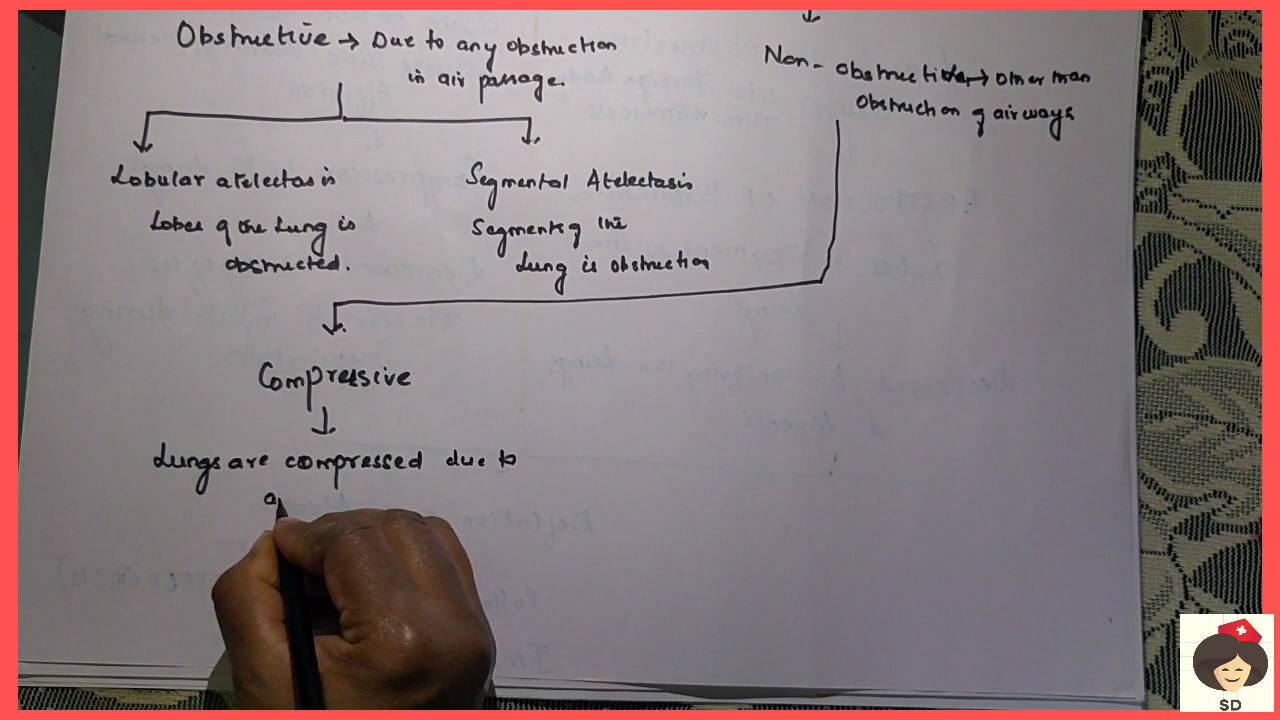 Obstructive → Due to any obstruction
in air passage.
Non-obstructive → other than
obstruction of airways
Lobular atelectasis
Lobes of the Lung is
obstructed.
Segmental Atelectasis
Segments of the
Lung is obstruction
Compressive
Lungs are compressed due to
a
SD